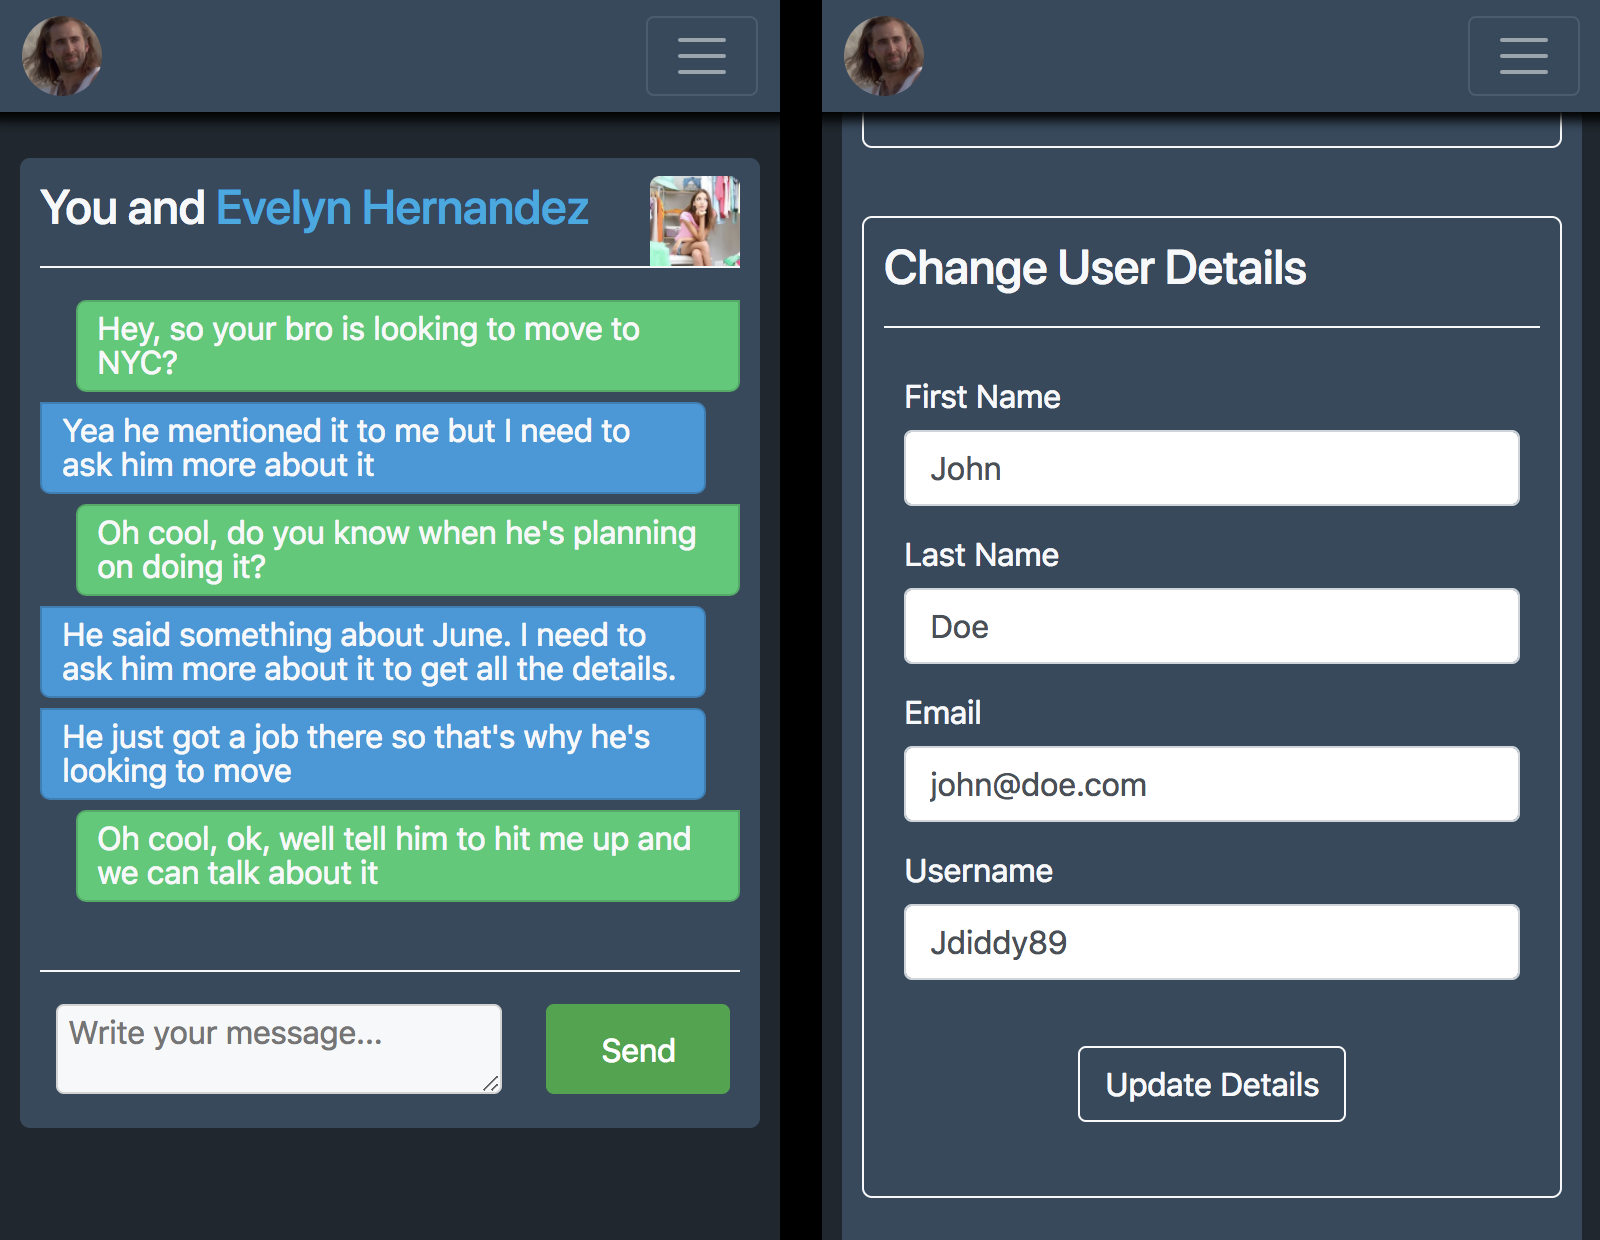 You and Evelyn Hernandez
Hey, so your bro is looking to move to
NYC?
Yea he mentioned it to me but I need to
ask him more about it
Oh cool, do you know when he's planning
on doing it?
He said something about June. I need to
ask him more about it to get all the details.
He just got a job there so that's why he's
looking to move
Oh cool, ok, well tell him to hit me up and
we can talk about it
Write your message...
Send
Change User Details
First Name
John
Last Name
Doe
Email
john@doe.com
Username
Jdiddy89
Update Details